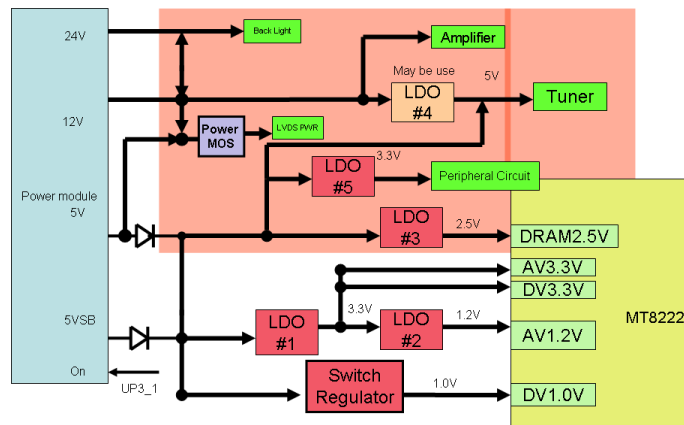 24V
Back Light
Amplifier
May be use
5V
12V
LDO
#4
Tuner
Power
MOS
LVDS PWR
3.3V
LDO
#5
Peripheral Circuit
Power module
5V
LDO
#3
2.5V
DRAM2.5V
AV3.3V
DV3.3V
MT8222
5VSB
LDO
#1
3.3V
LDO
#2
1.2V
AV1.2V
On
UP3_1
Switch
Regulator
1.0V
DV1.0V